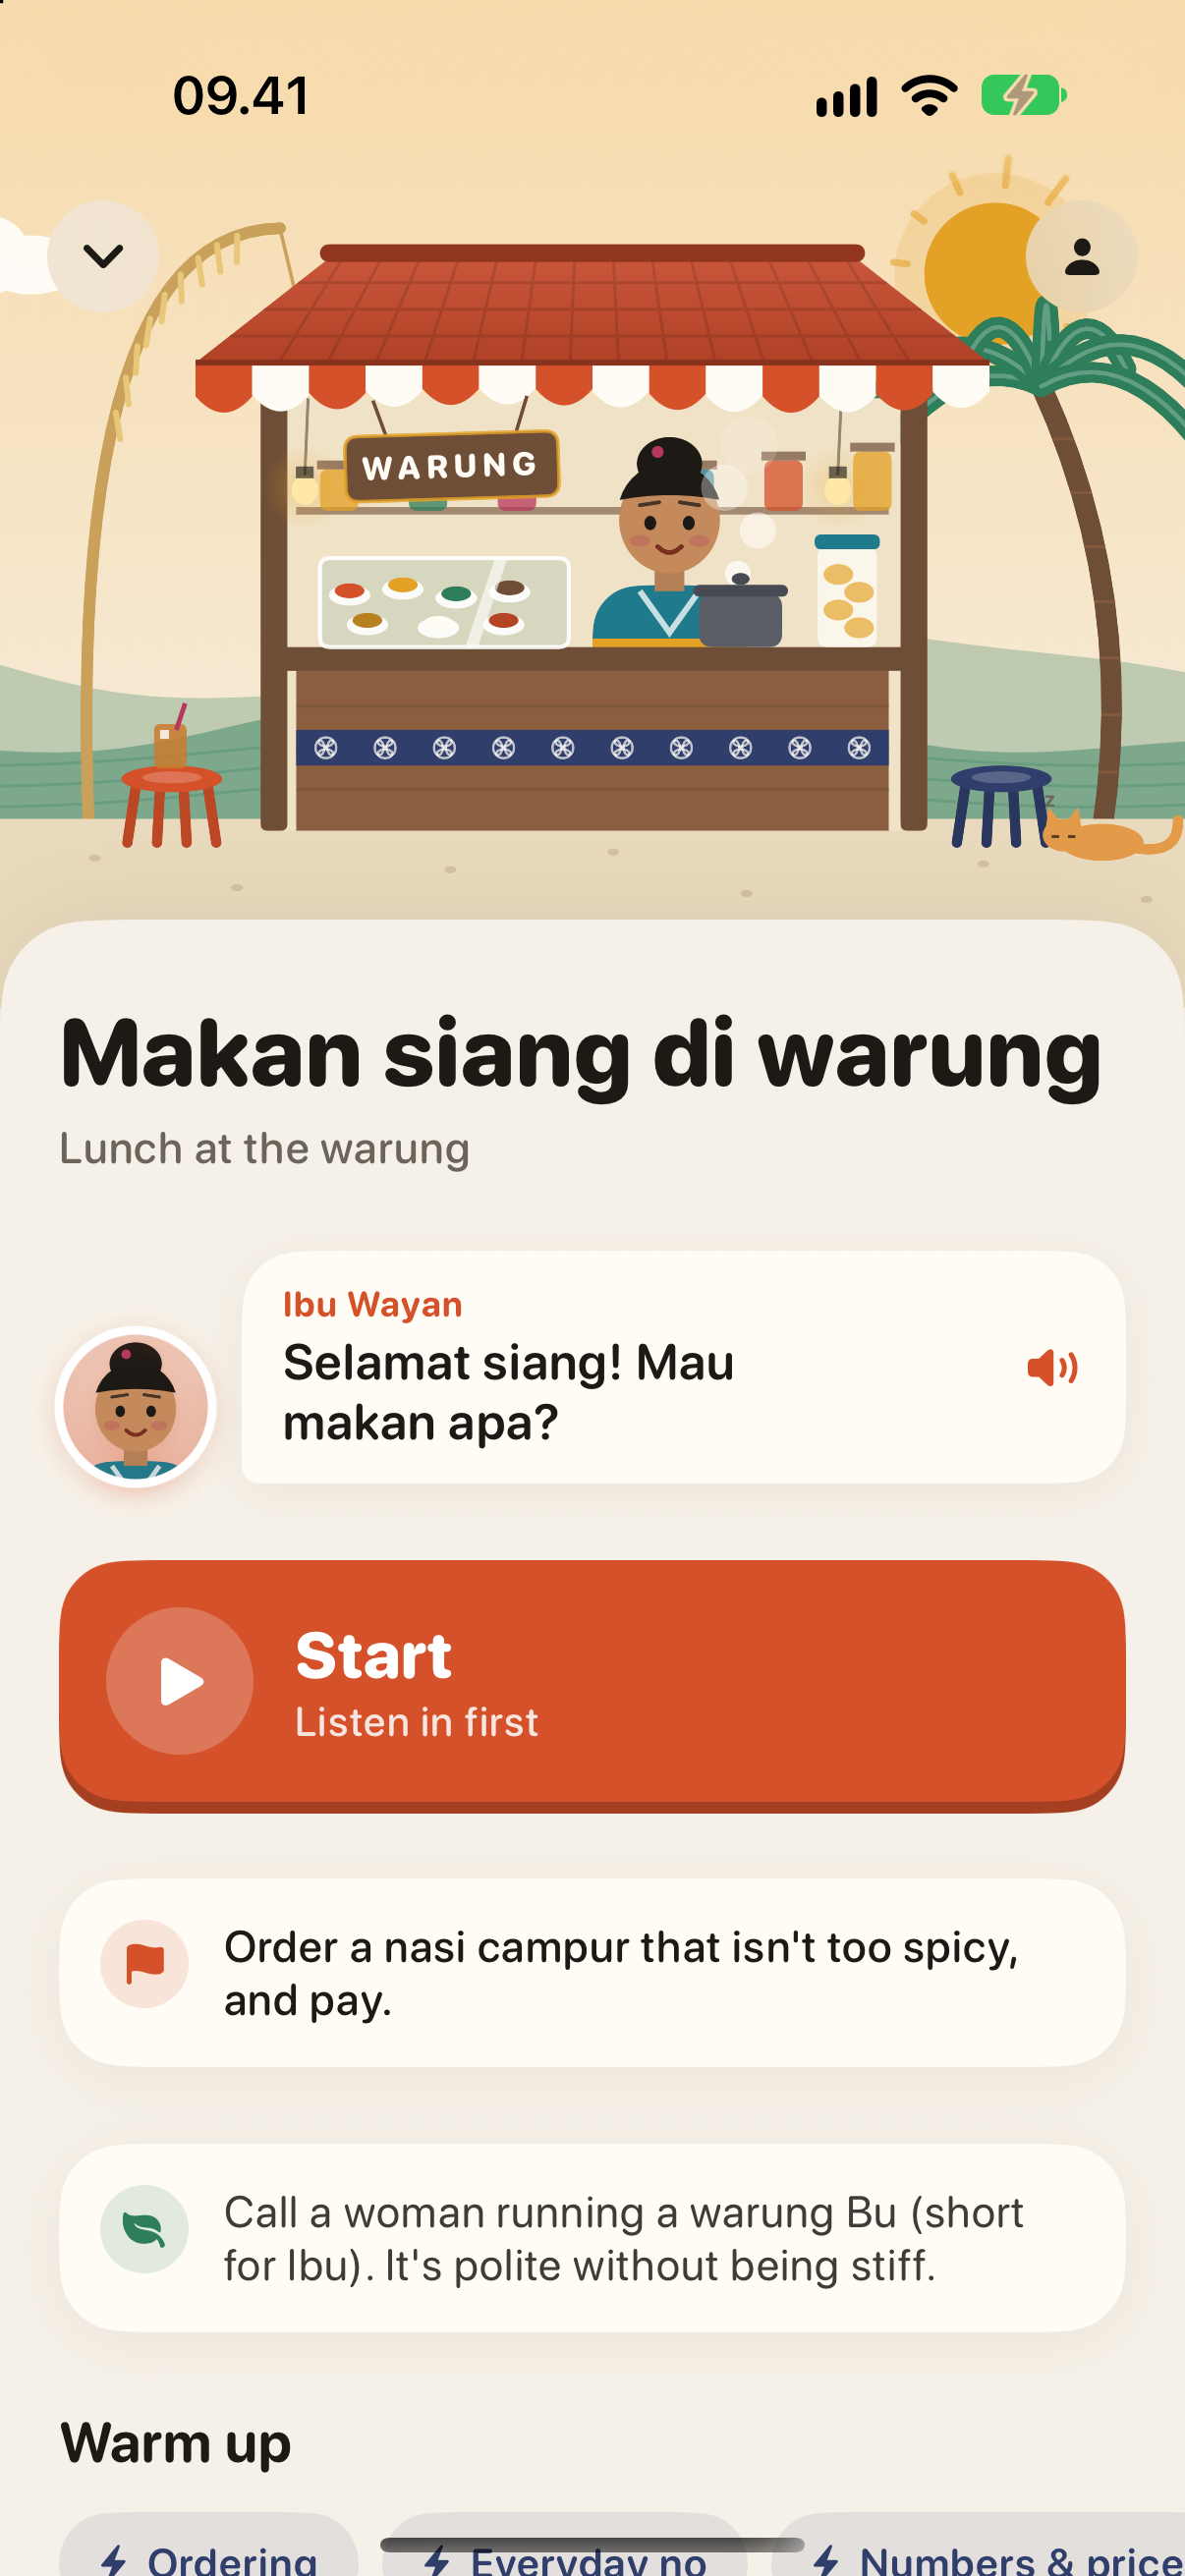 09.41
WARUNG
z
Makan siang di warung
Lunch at the warung
Ibu Wayan
Selamat siang! Mau
makan apa?
Start
Listen in first
Order a nasi campur that isn't too spicy,
and pay.
Call a woman running a warung Bu (short
for Ibu). It's polite without being stiff.
Warm up
Ordering
Everyday no
Numbers & price